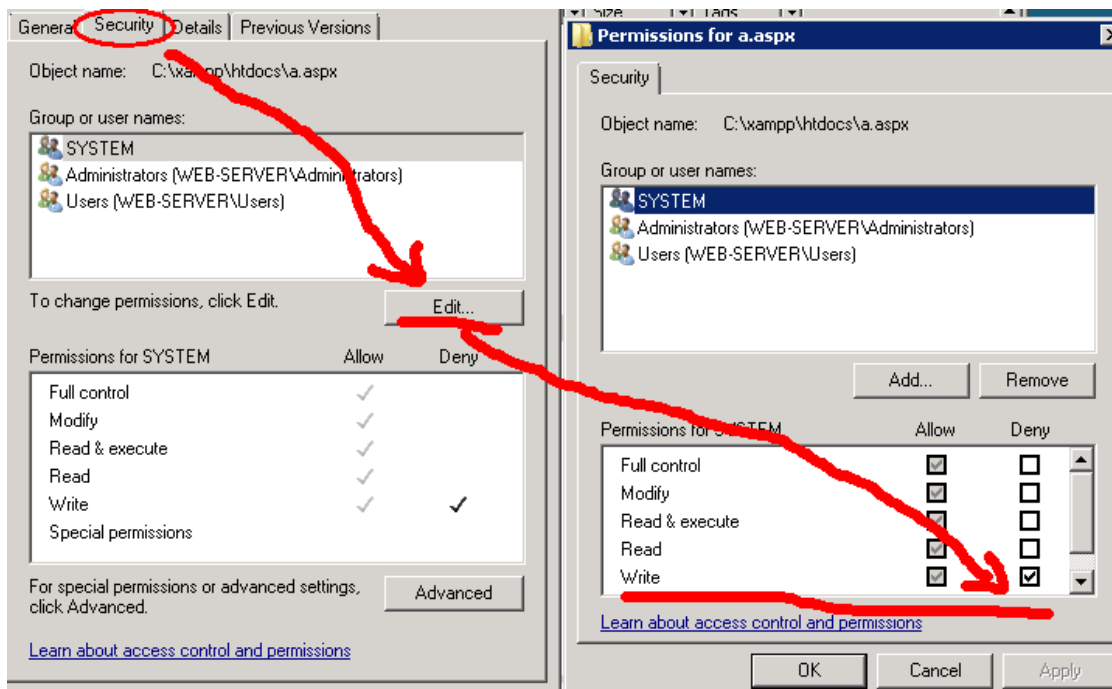 General Security Details Previous Versions
Object name: C:\xampp\htdocs\a.aspx
Group or user names:
SYSTEM
Administrators (WEB-SERVER\Administrators)
Users (WEB-SERVER\Users)
To change permissions, click Edit.
Edit...
Permissions for SYSTEM Allow Deny
Full control
Modify
Read & execute
Read
Write
Special permissions
For special permissions or advanced settings,
click Advanced.
Advanced
Learn about access control and permissions
Size Tags
Permissions for a.aspx
Security
Object name: C:\xampp\htdocs\a.aspx
Group or user names:
SYSTEM
Administrators (WEB-SERVER\Administrators)
Users (WEB-SERVER\Users)
Add... Remove
Permissions for SYSTEM Allow Deny
Full control
Modify
Read & execute
Read
Write
Learn about access control and permissions
OK Cancel Apply